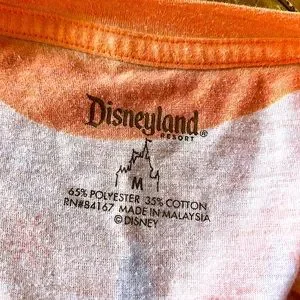 Disneyland®
RESORT
M
65% POLYESTER 35% COTTON
RN#84167 MADE IN MALAYSIA
©DISNEY